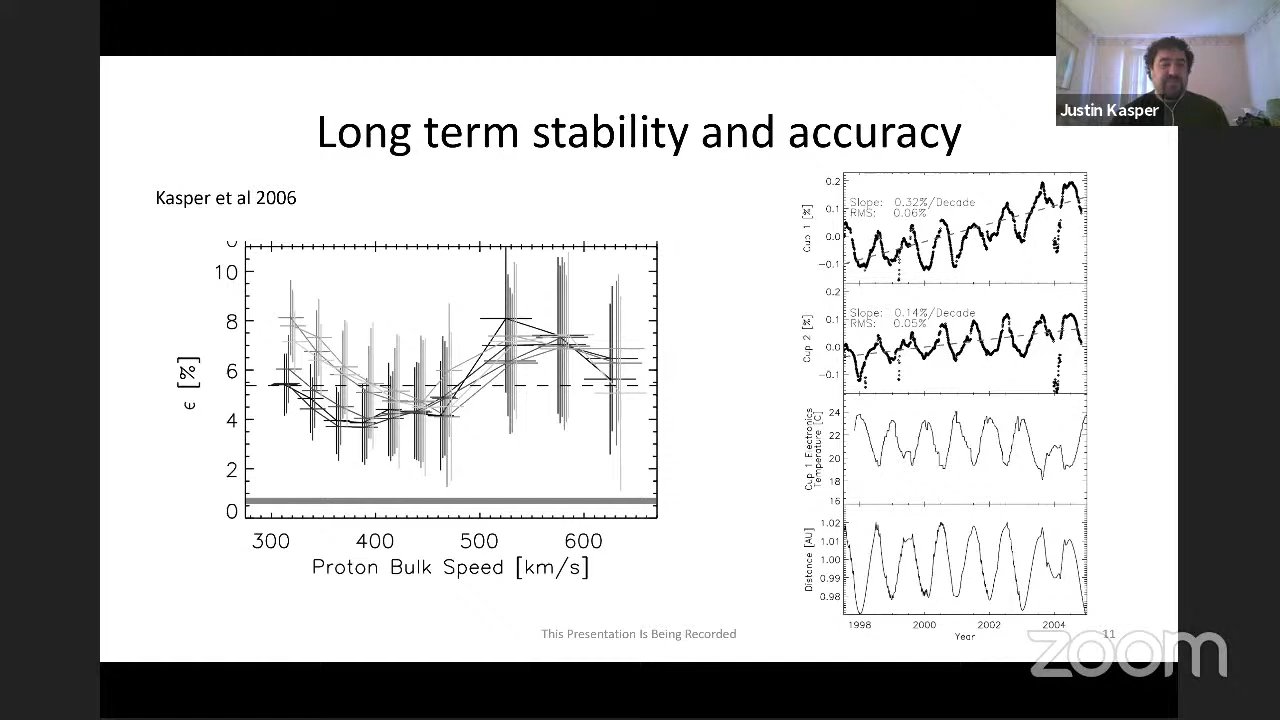 Justin Kasper
Long term stability and accuracy
Kasper et al 2006
10
8
6
4
2
0
ϵ [%]
300
400
500
600
Proton Bulk Speed [km/s]
0.2
0.1
0.0
−0.1
Cup 1 [%]
Slope: 0.32%/Decade
RMS: 0.06%
0.2
0.1
0.0
−0.1
Cup 2 [%]
Slope: 0.14%/Decade
RMS: 0.05%
24
22
20
18
16
Cup 1 Electronics
Temperature [C]
1.02
1.01
1.00
0.99
0.98
Distance [AU]
1998
2000
2002
2004
Year
This Presentation Is Being Recorded
11
zoom